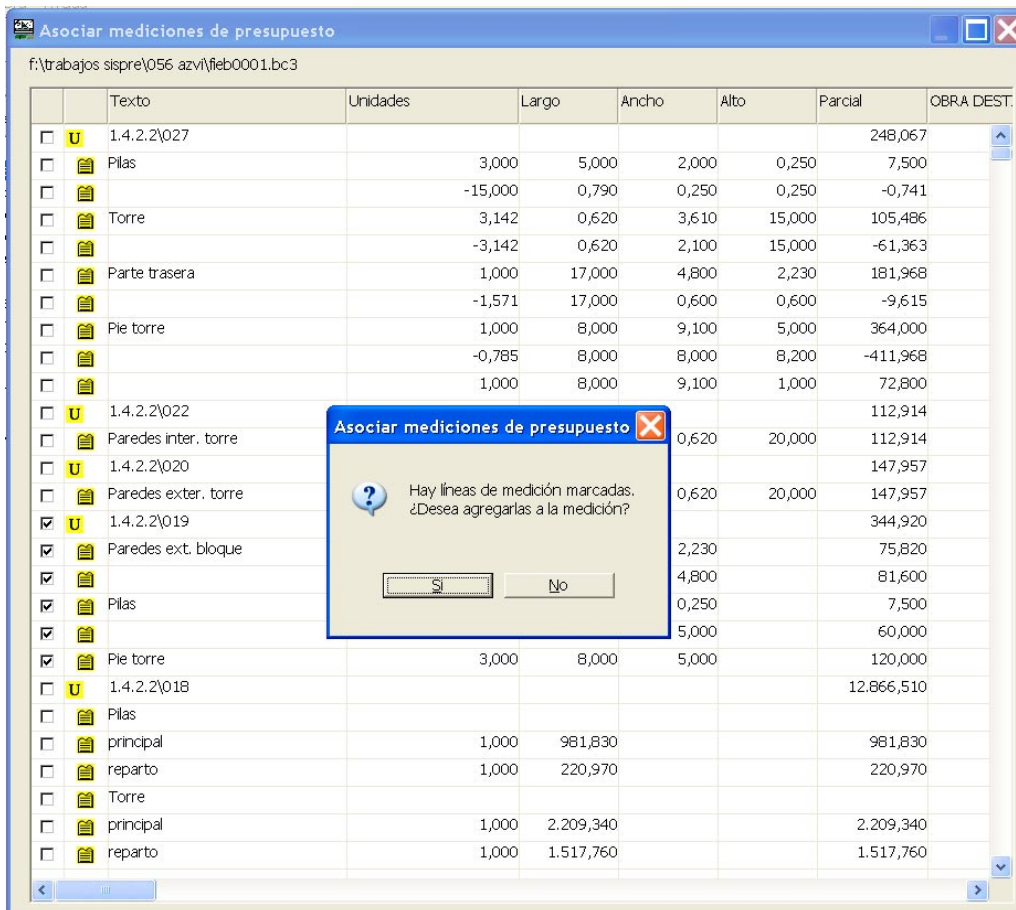 Asociar mediciones de presupuesto
f:\trabajos sispre\056 azvi\fieb0001.bc3
Texto Unidades Largo Ancho Alto Parcial OBRA DEST.
U 1.4.2.2\027 248,067
Pilas 3,000 5,000 2,000 0,250 7,500
-15,000 0,790 0,250 0,250 -0,741
Torre 3,142 0,620 3,610 15,000 105,486
-3,142 0,620 2,100 15,000 -61,363
Parte trasera 1,000 17,000 4,800 2,230 181,968
-1,571 17,000 0,600 0,600 -9,615
Pie torre 1,000 8,000 9,100 5,000 364,000
-0,785 8,000 8,000 8,200 -411,968
1,000 8,000 9,100 1,000 72,800
U 1.4.2.2\022 112,914
Paredes inter. torre 0,620 20,000 112,914
U 1.4.2.2\020 147,957
Paredes exter. torre 0,620 20,000 147,957
U 1.4.2.2\019 344,920
Paredes ext. bloque 2,230 75,820
4,800 81,600
Pilas 0,250 7,500
5,000 60,000
Pie torre 3,000 8,000 5,000 120,000
U 1.4.2.2\018 12.866,510
Pilas
principal 1,000 981,830 981,830
reparto 1,000 220,970 220,970
Torre
principal 1,000 2.209,340 2.209,340
reparto 1,000 1.517,760 1.517,760
Asociar mediciones de presupuesto
Hay líneas de medición marcadas.
¿Desea agregarlas a la medición?
Si No